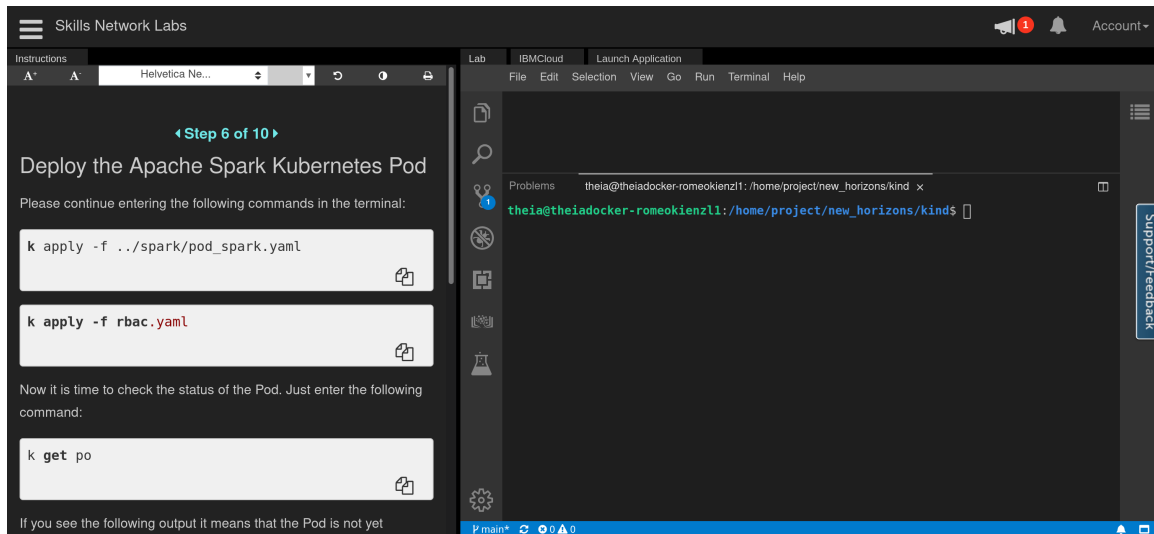 Skills Network Labs
1
Account
Instructions
A+ A- Helvetica Ne...
Step 6 of 10
Deploy the Apache Spark Kubernetes Pod
Please continue entering the following commands in the terminal:
k apply -f ../spark/pod_spark.yaml
k apply -f rbac.yaml
Now it is time to check the status of the Pod. Just enter the following
command:
k get po
If you see the following output it means that the Pod is not yet
Lab IBMCloud Launch Application
File Edit Selection View Go Run Terminal Help
1
Problems theia@theiadocker-romeokienzl1: /home/project/new_horizons/kind ×
theia@theiadocker-romeokienzl1:/home/project/new_horizons/kind$
Support/Feedback
main* 0 0